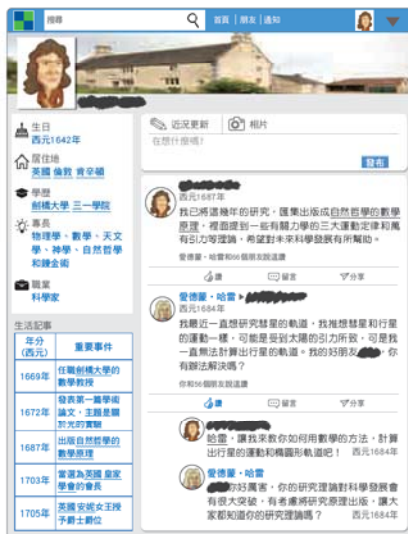 搜尋
首頁 朋友 通知
生日
西元1642年
居住地
英國 倫敦 肯辛頓
學歷
劍橋大學 三一學院
專長
物理學、數學、天文
學、神學、自然哲學
和鍊金術
職業
科學家
生活記事
年分
(西元)
重要事件
1669年
任職劍橋大學的
數學教授
1672年
發表第一篇學術
論文,主題是關
於光的實驗
1687年
出版自然哲學的
數學原理
1703年
當選為英國皇家
學會的會長
1705年
英國安妮女王授
予爵士爵位
近況更新 相片
在想什麼嗎?
發布
西元1687年
我已將這幾年的研究,匯集出版成自然哲學的數學
原理,裡面提到一些有關力學的三大運動定律和萬
有引力等理論,希望對未來科學發展有所幫助。
愛德蒙・哈雷和66個朋友說這讚
讚 留言 分享
愛德蒙・哈雷
西元1684年
我最近一直想研究彗星的軌道,我推想彗星和行星
的運動一樣,可能是受到太陽的引力所致,可是我
一直無法計算出行星的軌道。我的好朋友 ,你
有辦法解決嗎?
你和56個朋友說這讚
讚 留言 分享
哈雷,讓我來教你如何用數學的方法,計算
出行星的運動和橢圓形軌道吧! 西元1684年
愛德蒙・哈雷
你好厲害,你的研究理論對科學發展會
有很大突破,有考慮將研究原理出版,讓大
家都知道你的研究理論嗎? 西元1684年